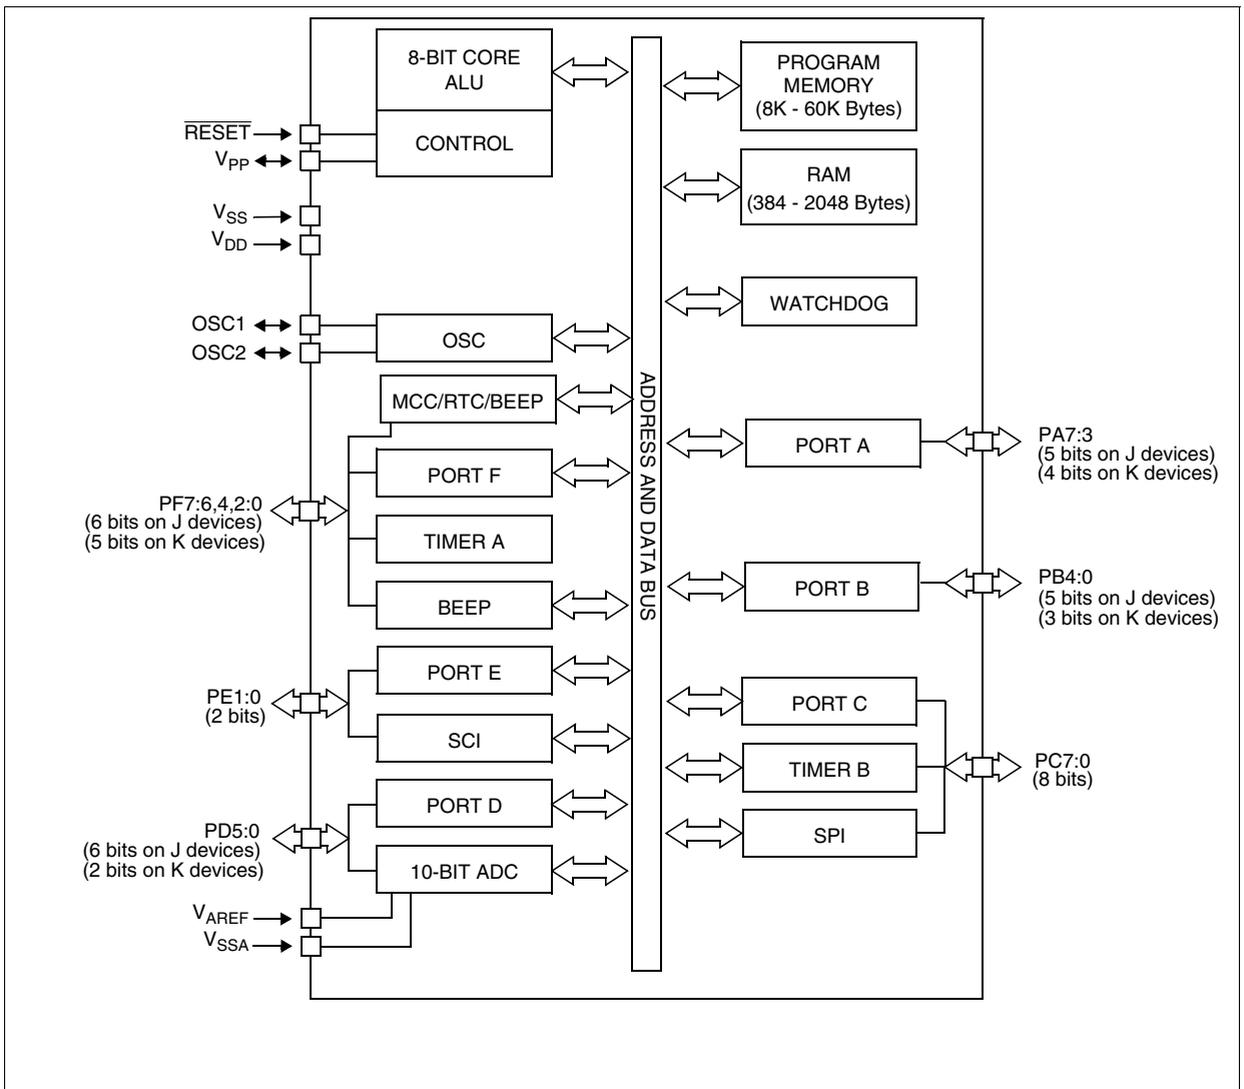 8-BIT CORE
ALU
CONTROL
RESET
VPP
VSS
VDD
OSC1
OSC2
OSC
MCC/RTC/BEEP
PORT F
TIMER A
BEEP
PF7:6,4,2:0
(6 bits on J devices)
(5 bits on K devices)
PORT E
SCI
PE1:0
(2 bits)
PORT D
10-BIT ADC
PD5:0
(6 bits on J devices)
(2 bits on K devices)
VAREF
VSSA
ADDRESS AND DATA BUS
PROGRAM
MEMORY
(8K - 60K Bytes)
RAM
(384 - 2048 Bytes)
WATCHDOG
PORT A
PA7:3
(5 bits on J devices)
(4 bits on K devices)
PORT B
PB4:0
(5 bits on J devices)
(3 bits on K devices)
PORT C
TIMER B
SPI
PC7:0
(8 bits)